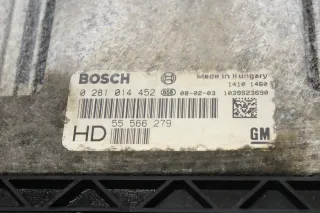 BOSCH
Made in Hungary
1410 1460
0 281 014 452
08-02-03
1039S23690
HD
55 566 279
GM